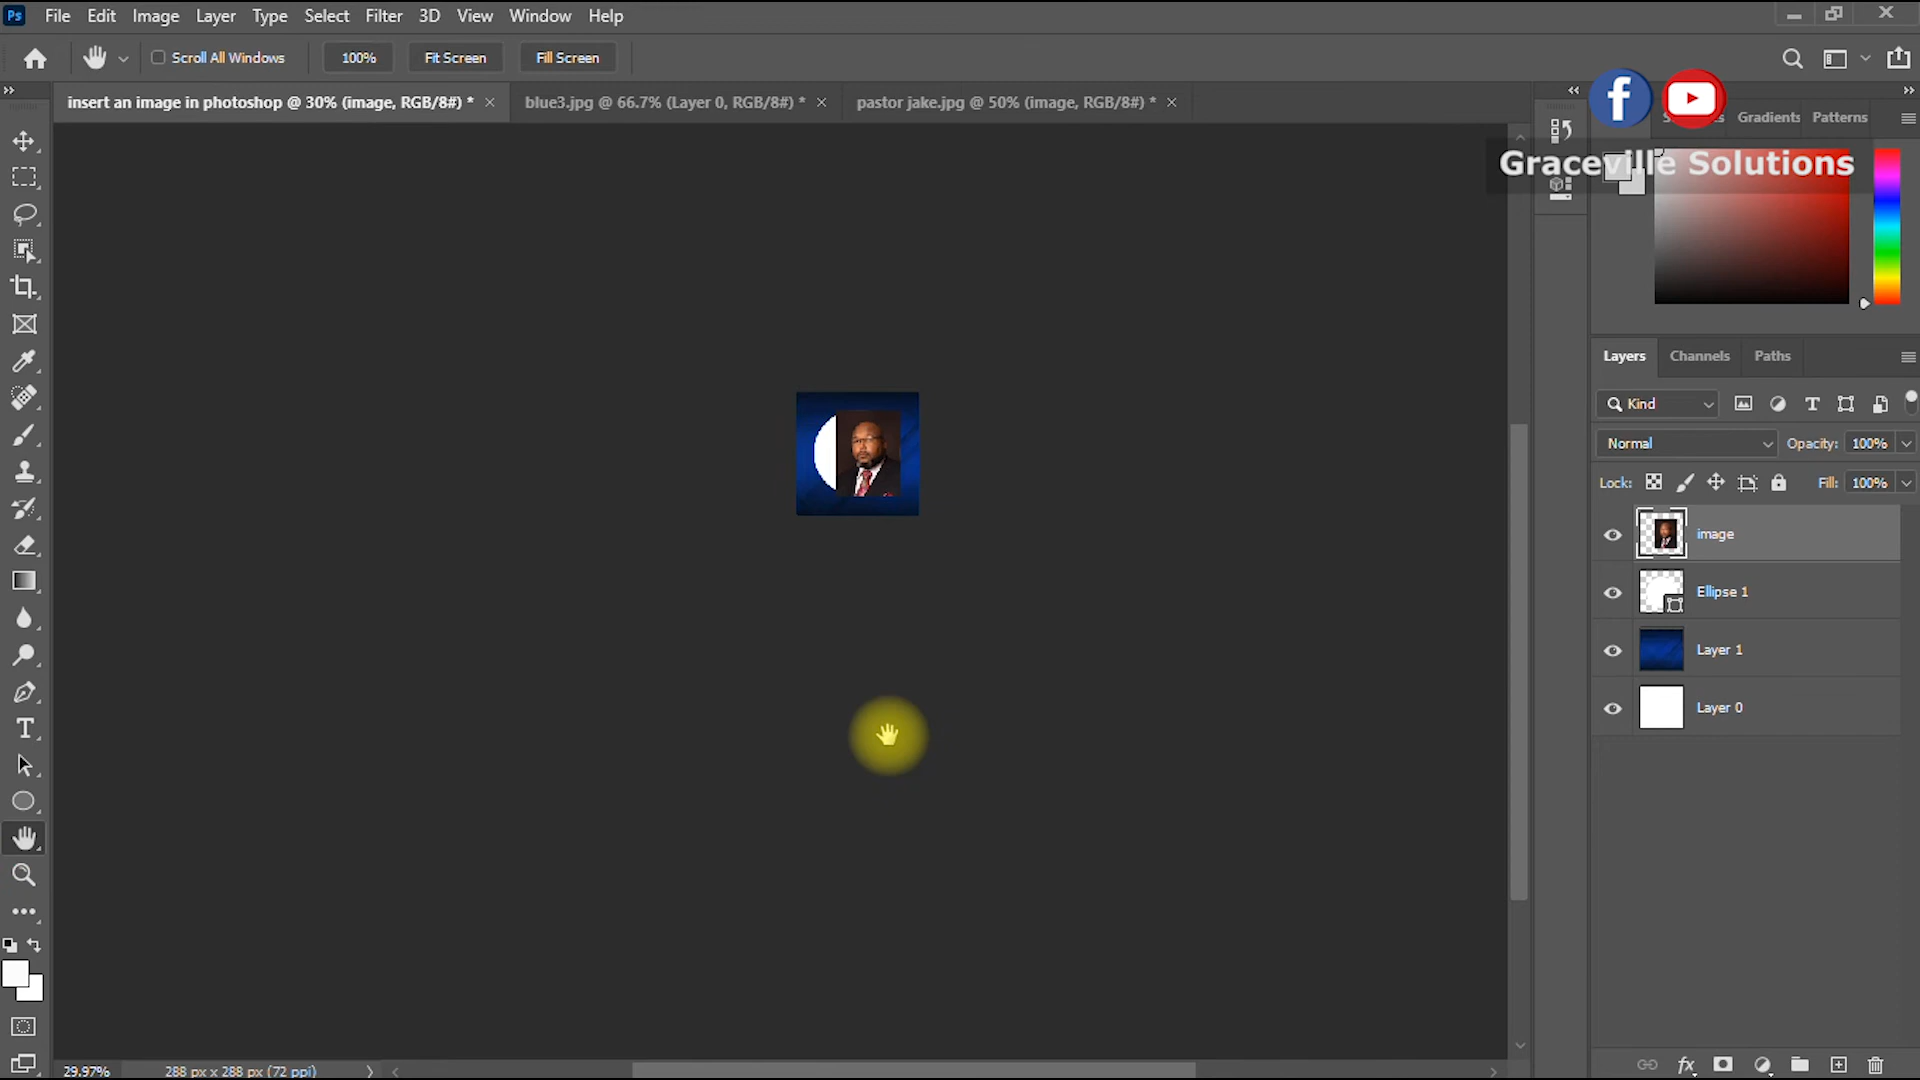 Ps File Edit Image Layer Type Select Filter 3D View Window Help
Scroll All Windows 100% Fit Screen Fill Screen
insert an image in photoshop @ 30% (image, RGB/8#) * blue3.jpg @ 66.7% (Layer 0, RGB/8#) * pastor jake.jpg @ 50% (image, RGB/8#) *
Gradients Patterns
Graceville Solutions
Layers Channels Paths
Kind
Normal Opacity: 100%
Lock: Fill: 100%
image
Ellipse 1
Layer 1
Layer 0
29.97% 288 px x 288 px (72 ppi)